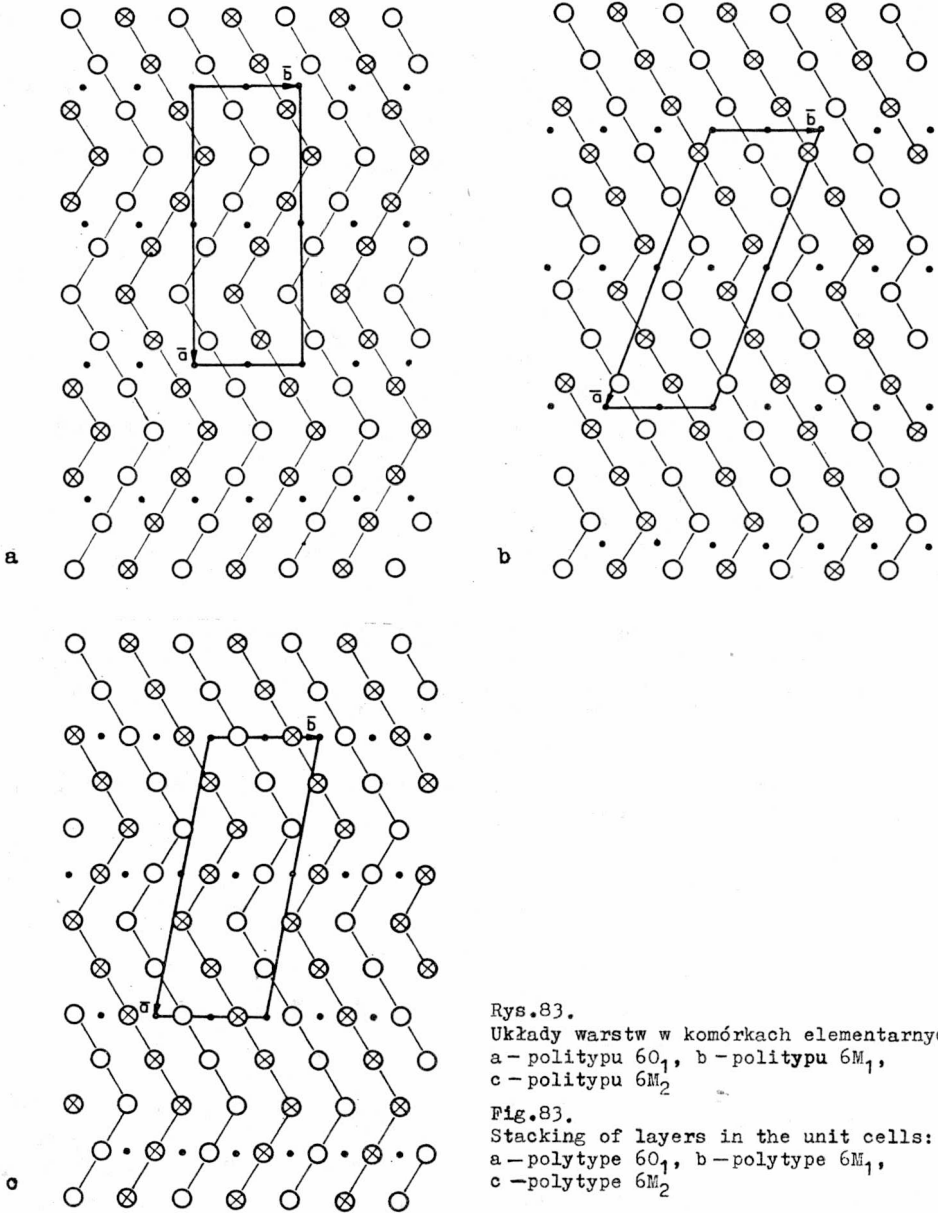 b̄
ā
a
b̄
ā
b
b̄
ā
c
Rys.83.
Układy warstw w komórkach
a – politypu 6O₁, b – politypu 6M₁,
c – politypu 6M₂
Fig.83.
Stacking of layers in the unit cells:
a – polytype 6O₁, b – polytype 6M₁,
c – polytype 6M₂